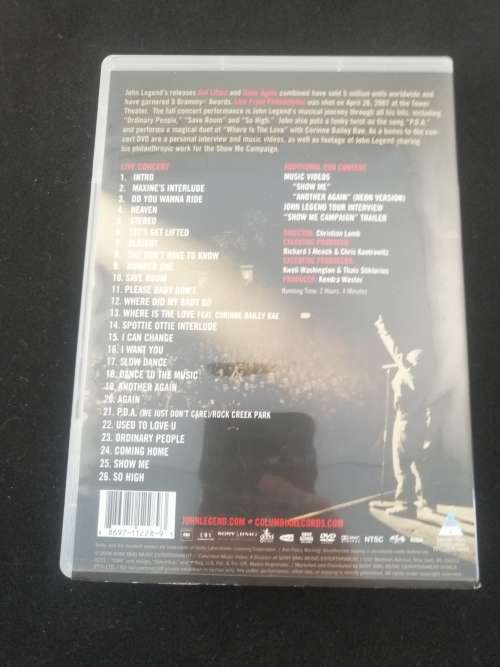 John Legend's releases Get Lifted and Once Again combined have sold 5 million units worldwide and
have garnered 5 Grammy® Awards. Live From Philadelphia was shot on April 26, 2007 at the Tower
Theater. The full concert performance is John Legend's musical journey through all his hits, including
"Ordinary People," "Save Room" and "So High." John also puts a funky twist on the song "P.D.A."
and performs a magical duet of "Where Is The Love" with Corinne Bailey Rae. As a bonus to the con-
cert DVD are a personal interview and music videos, as well as footage of John Legend sharing
his philanthropic work for the Show Me Campaign.
LIVE CONCERT
1. INTRO
2. MAXINE'S INTERLUDE
3. DO YOU WANNA RIDE
4. HEAVEN
5. STEREO
6. LET'S GET LIFTED
7. ALRIGHT
8. SHE DON'T HAVE TO KNOW
9. NUMBER ONE
10. SAVE ROOM
11. PLEASE BABY DON'T
12. WHERE DID MY BABY GO
13. WHERE IS THE LOVE FEAT. CORINNE BAILEY RAE
14. SPOTTIE OTTIE INTERLUDE
15. I CAN CHANGE
16. I WANT YOU
17. SLOW DANCE
18. DANCE TO THE MUSIC
19. ANOTHER AGAIN
20. AGAIN
21. P.D.A. (WE JUST DON'T CARE)/ROCK CREEK PARK
22. USED TO LOVE U
23. ORDINARY PEOPLE
24. COMING HOME
25. SHOW ME
26. SO HIGH
ADDITIONAL DVD CONTENT
MUSIC VIDEOS
"SHOW ME"
"ANOTHER AGAIN" (NEON VERSION)
JOHN LEGEND TOUR INTERVIEW
"SHOW ME CAMPAIGN" TRAILER
DIRECTOR: Christian Lamb
EXECUTIVE PRODUCER
Richard J Alcock & Chris Kantrowitz
EXECUTIVE PRODUCERS:
Kweli Washington & Thalo Stiklorius
PRODUCER: Kendra Wester
Running Time: 2 Hours, 4 Minutes
8697-11228-9
JOHNLEGEND.COM • COLUMBIARECORDS.COM
SONY BMG
DVD
NTSC